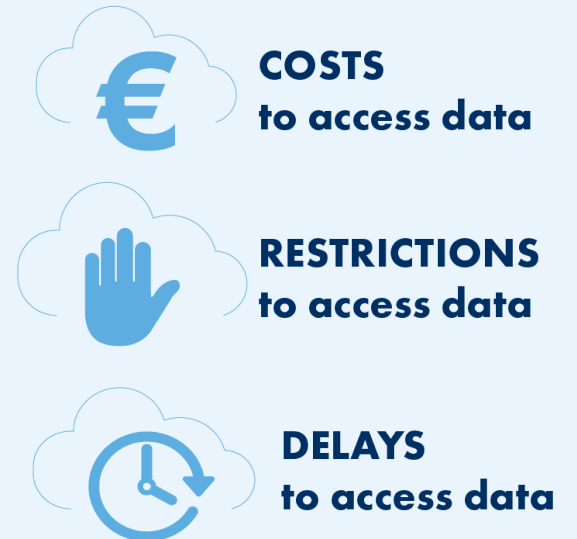 COSTS
to access data
RESTRICTIONS
to access data
DELAYS
to access data